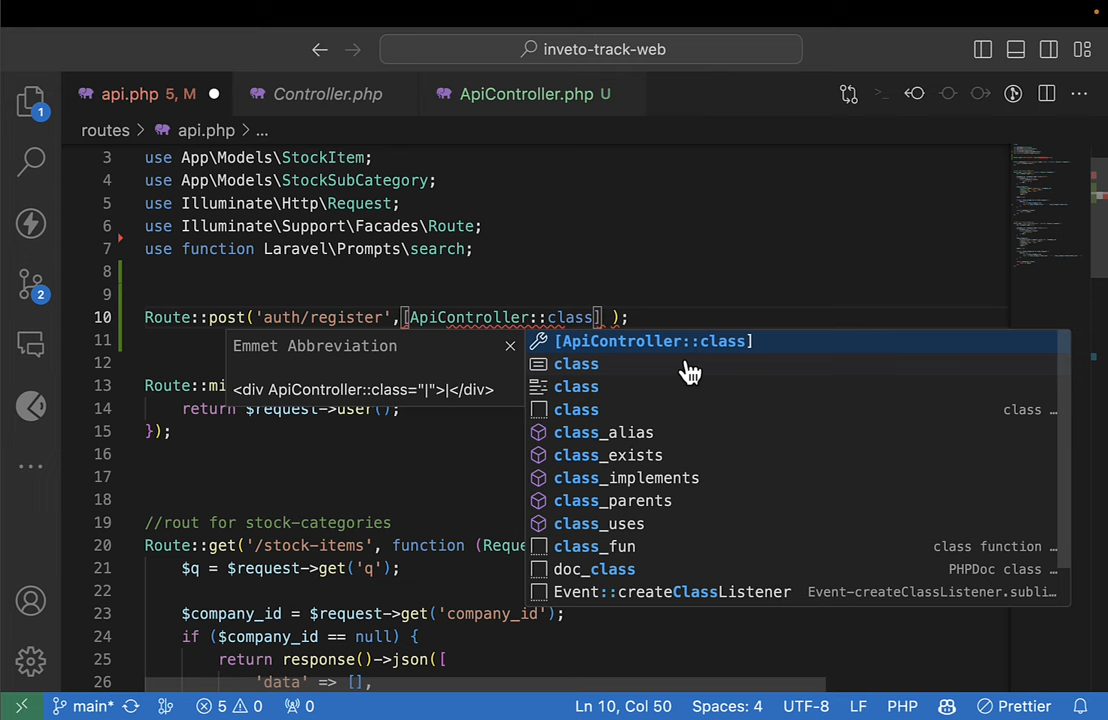 inveto-track-web
api.php 5, M
Controller.php
ApiController.php U
routes > api.php > ...
3 use App\Models\StockItem;
4 use App\Models\StockSubCategory;
5 use Illuminate\Http\Request;
6 use Illuminate\Support\Facades\Route;
7 use function Laravel\Prompts\search;
8
9
10 Route::post('auth/register',[ApiController::class] );
11
Emmet Abbreviation
<div ApiController::class="|">|</div>
[ApiController::class]
class
class
class class ...
class_alias
class_exists
class_implements
class_parents
class_uses
class_fun class function ...
doc_class PHPDoc class ...
Event::createClassListener Event-createClassListener.subli...
12
13 Route::mi
14 return $request->user();
15 });
16
17
18
19 //rout for stock-categories
20 Route::get('/stock-items', function (Reque
21 $q = $request->get('q');
22
23 $company_id = $request->get('company_id');
24 if ($company_id == null) {
25 return response()->json([
26 'data' => [],
1
2
main* 5 0 0 Ln 10, Col 50 Spaces: 4 UTF-8 LF PHP Prettier